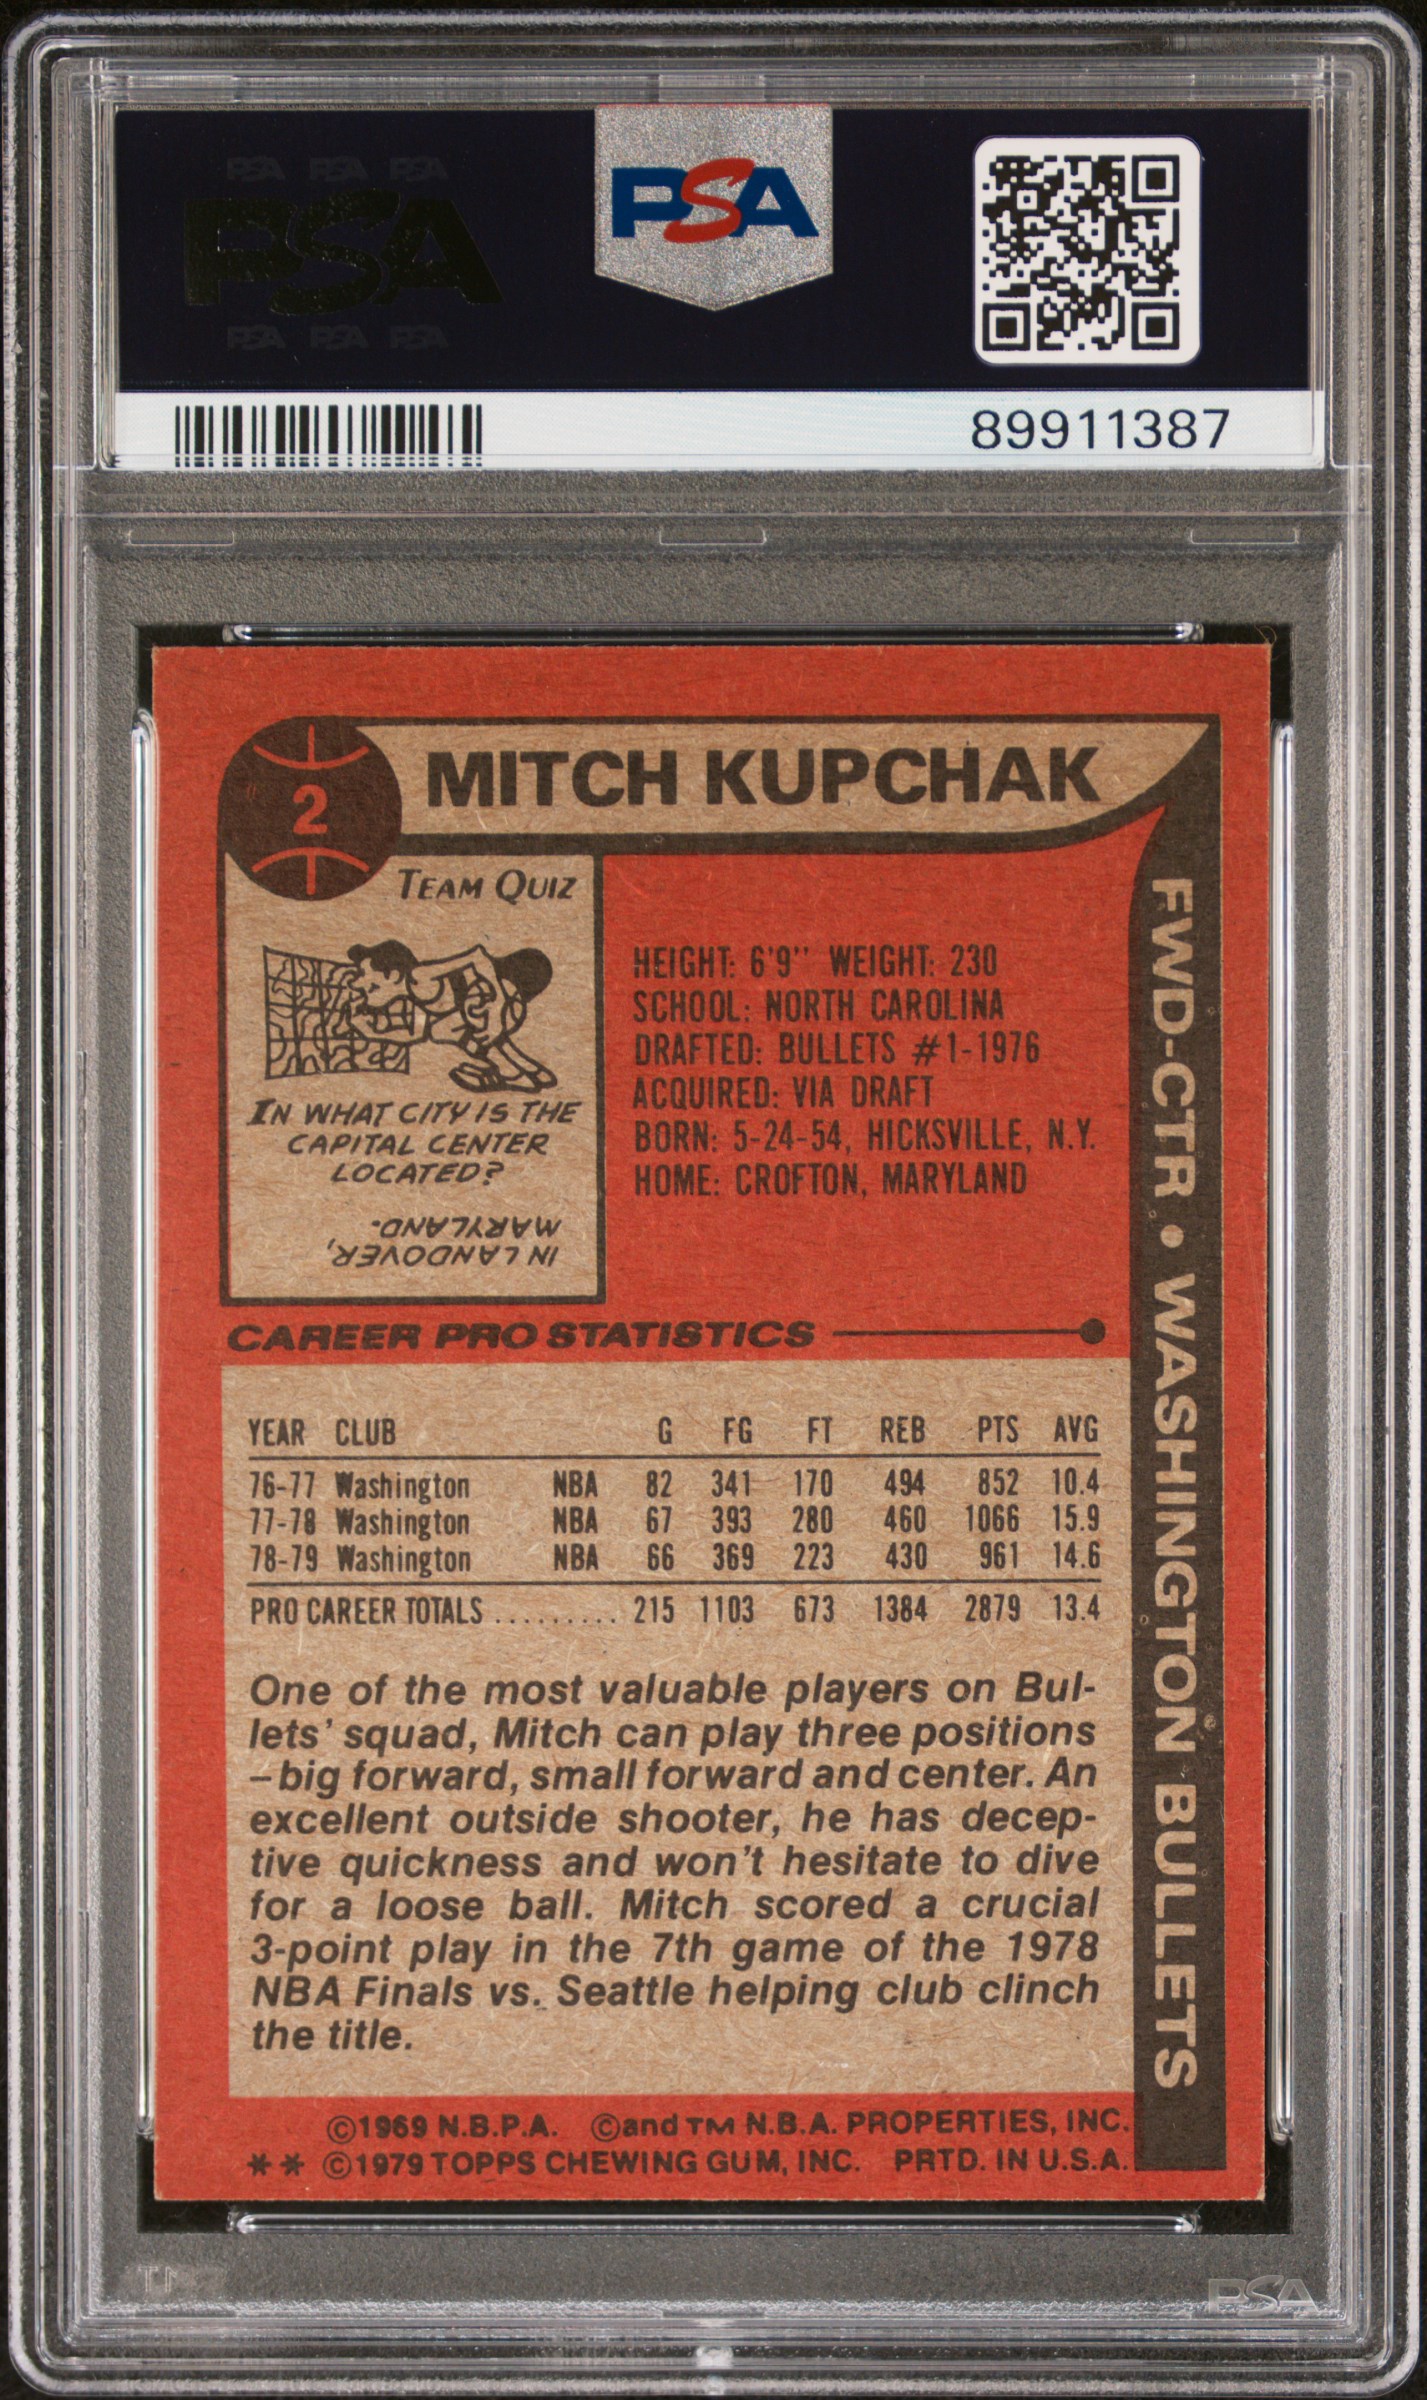 PSA PSA PSA
PSA
PSA PSA PSA
PSA
89911387
2
MITCH KUPCHAK
TEAM QUIZ
IN WHAT CITY IS THE
CAPITAL CENTER
LOCATED?
IN LANDOVER,
MARYLAND.
HEIGHT: 6'9" WEIGHT: 230
SCHOOL: NORTH CAROLINA
DRAFTED: BULLETS #1-1976
ACQUIRED: VIA DRAFT
BORN: 5-24-54, HICKSVILLE, N.Y.
HOME: CROFTON, MARYLAND
FWD-CTR • WASHINGTON BULLETS
CAREER PRO STATISTICS
YEAR CLUB G FG FT REB PTS AVG
76-77 Washington NBA 82 341 170 494 852 10.4
77-78 Washington NBA 67 393 280 460 1066 15.9
78-79 Washington NBA 66 369 223 430 961 14.6
PRO CAREER TOTALS ......... 215 1103 673 1384 2879 13.4
One of the most valuable players on Bul-
lets' squad, Mitch can play three positions
–big forward, small forward and center. An
excellent outside shooter, he has decep-
tive quickness and won't hesitate to dive
for a loose ball. Mitch scored a crucial
3-point play in the 7th game of the 1978
NBA Finals vs. Seattle helping club clinch
the title.
©1969 N.B.P.A. ©and TM N.B.A. PROPERTIES, INC.
** ©1979 TOPPS CHEWING GUM, INC. PRTD. IN U.S.A.
PSA